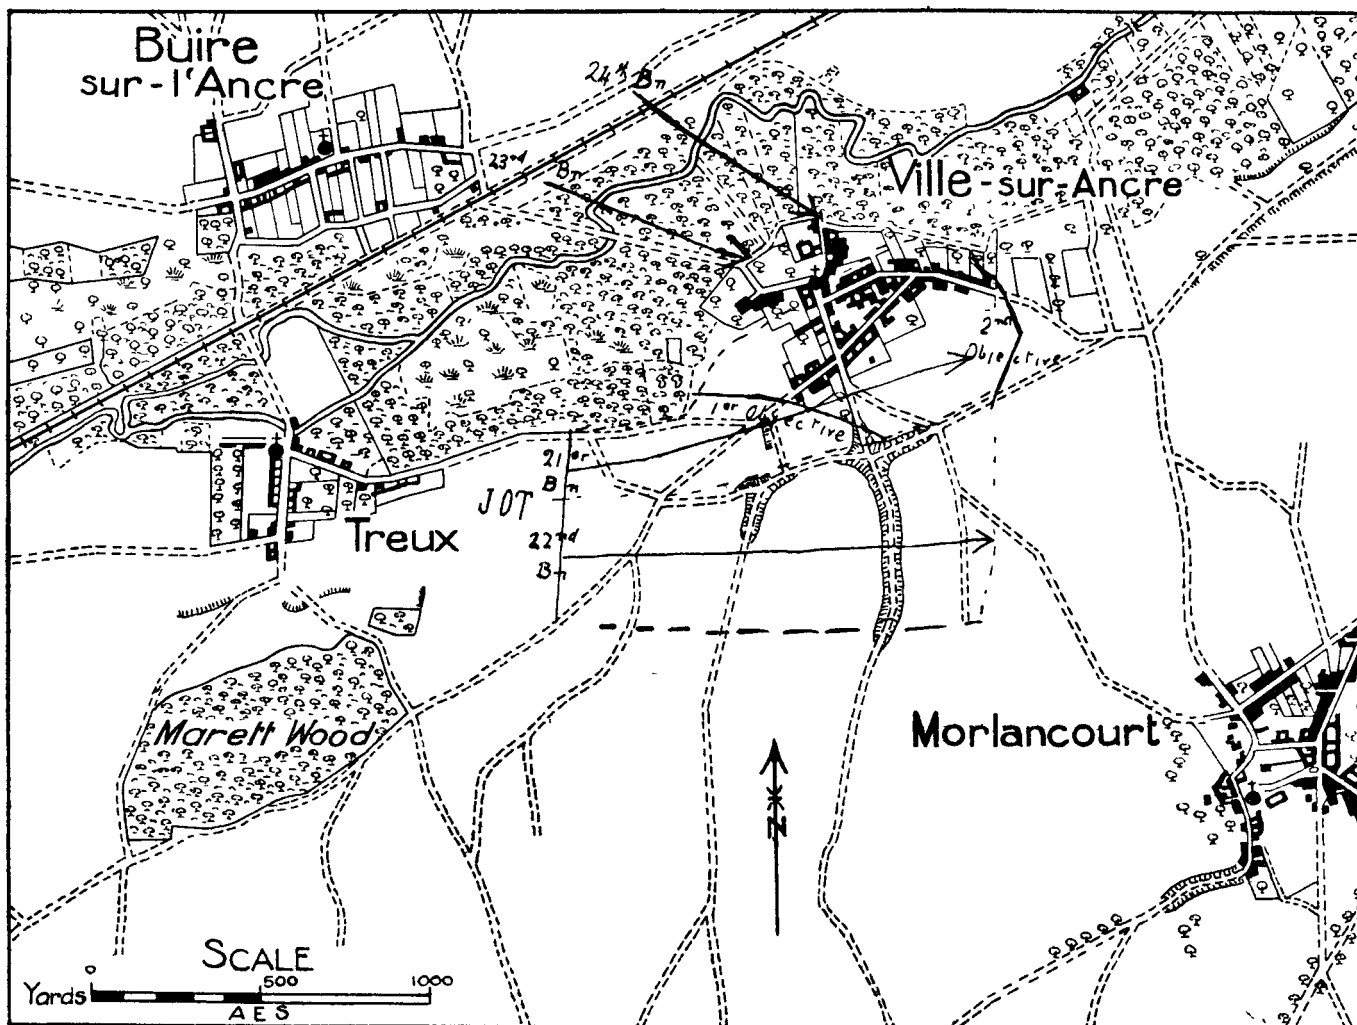 Buire
sur-l'Ancre
24th Bn
23rd
Bn
Ville-sur-Ancre
2nd
Objective
1st Objective
21st
Bn
JOT
22nd
Bn
Treux
Marett Wood
Morlancourt
N
SCALE
0 500 1000
Yards
A E S